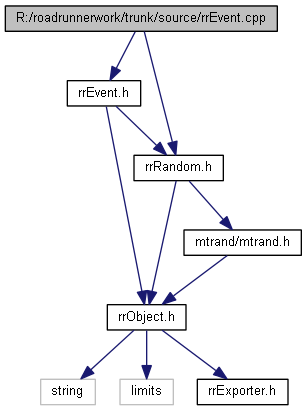 R:/roadrunnerwork/trunk/source/rrEvent.cpp
rrEvent.h
rrRandom.h
mtrand/mtrand.h
rrObject.h
string
limits
rrExporter.h